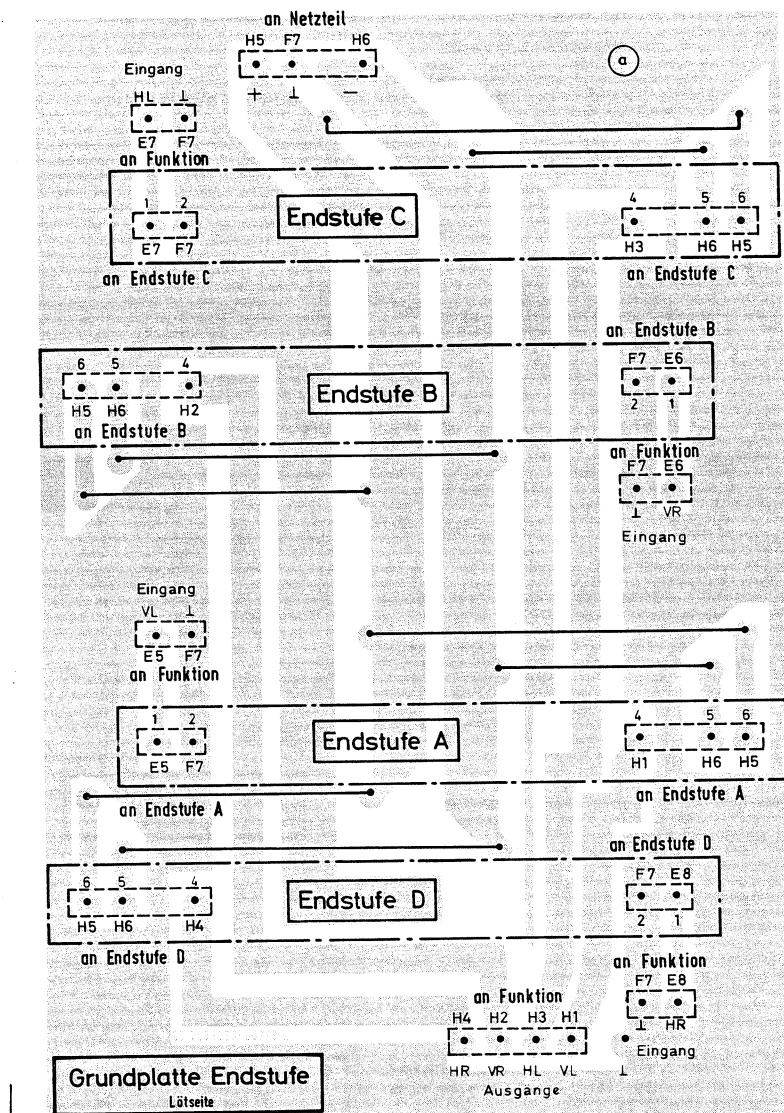 an Netzteil
H5 F7 H6
+ ⊥ −
a
Eingang
HL ⊥
E7 F7
an Funktion
1 2
E7 F7
an Endstufe C
Endstufe C
4 5 6
H3 H6 H5
an Endstufe C
an Endstufe B
6 5 4
H5 H6 H2
an Endstufe B
Endstufe B
F7 E6
2 1
an Funktion
F7 E6
⊥ VR
Eingang
Eingang
VL ⊥
E5 F7
an Funktion
1 2
E5 F7
an Endstufe A
Endstufe A
4 5 6
H1 H6 H5
an Endstufe A
an Endstufe D
6 5 4
H5 H6 H4
an Endstufe D
Endstufe D
F7 E8
2 1
an Funktion
F7 E8
⊥ HR
Eingang
an Funktion
H4 H2 H3 H1
HR VR HL VL ⊥
Ausgänge
Grundplatte Endstufe
Lötseite